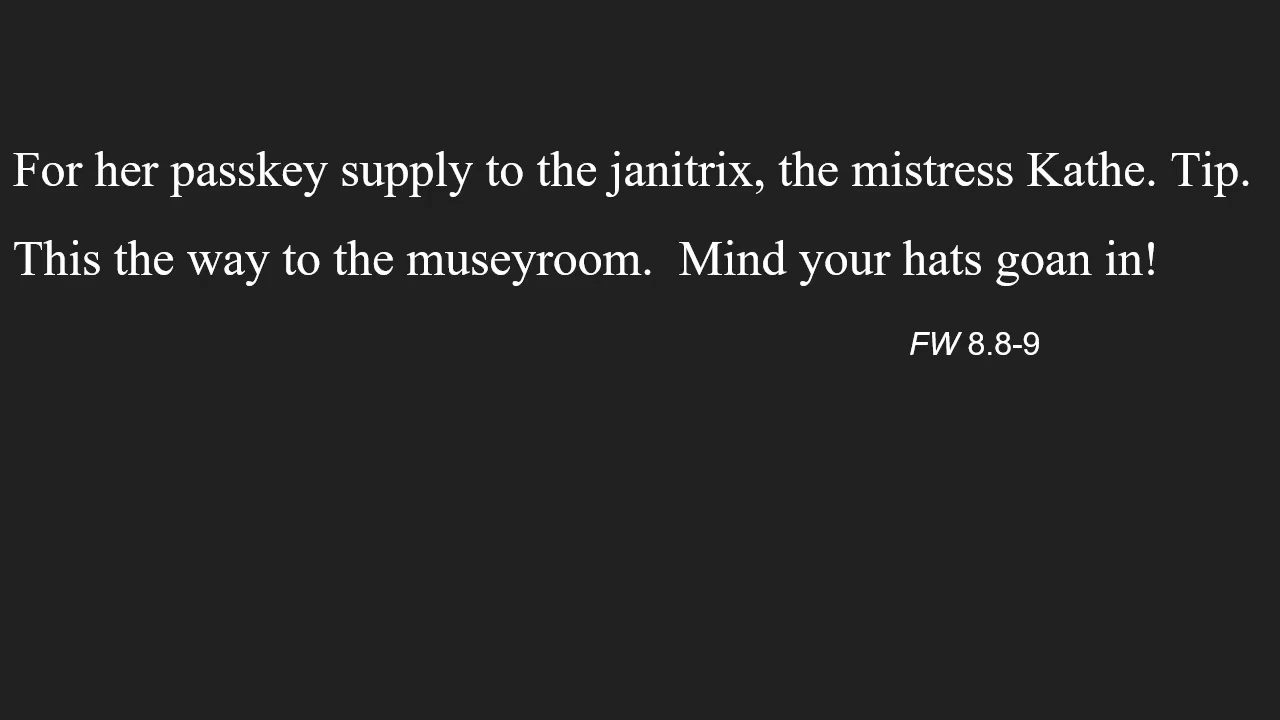 For her passkey supply to the janitrix, the mistress Kathe. Tip.
This the way to the museyroom.  Mind your hats goan in!
FW 8.8-9